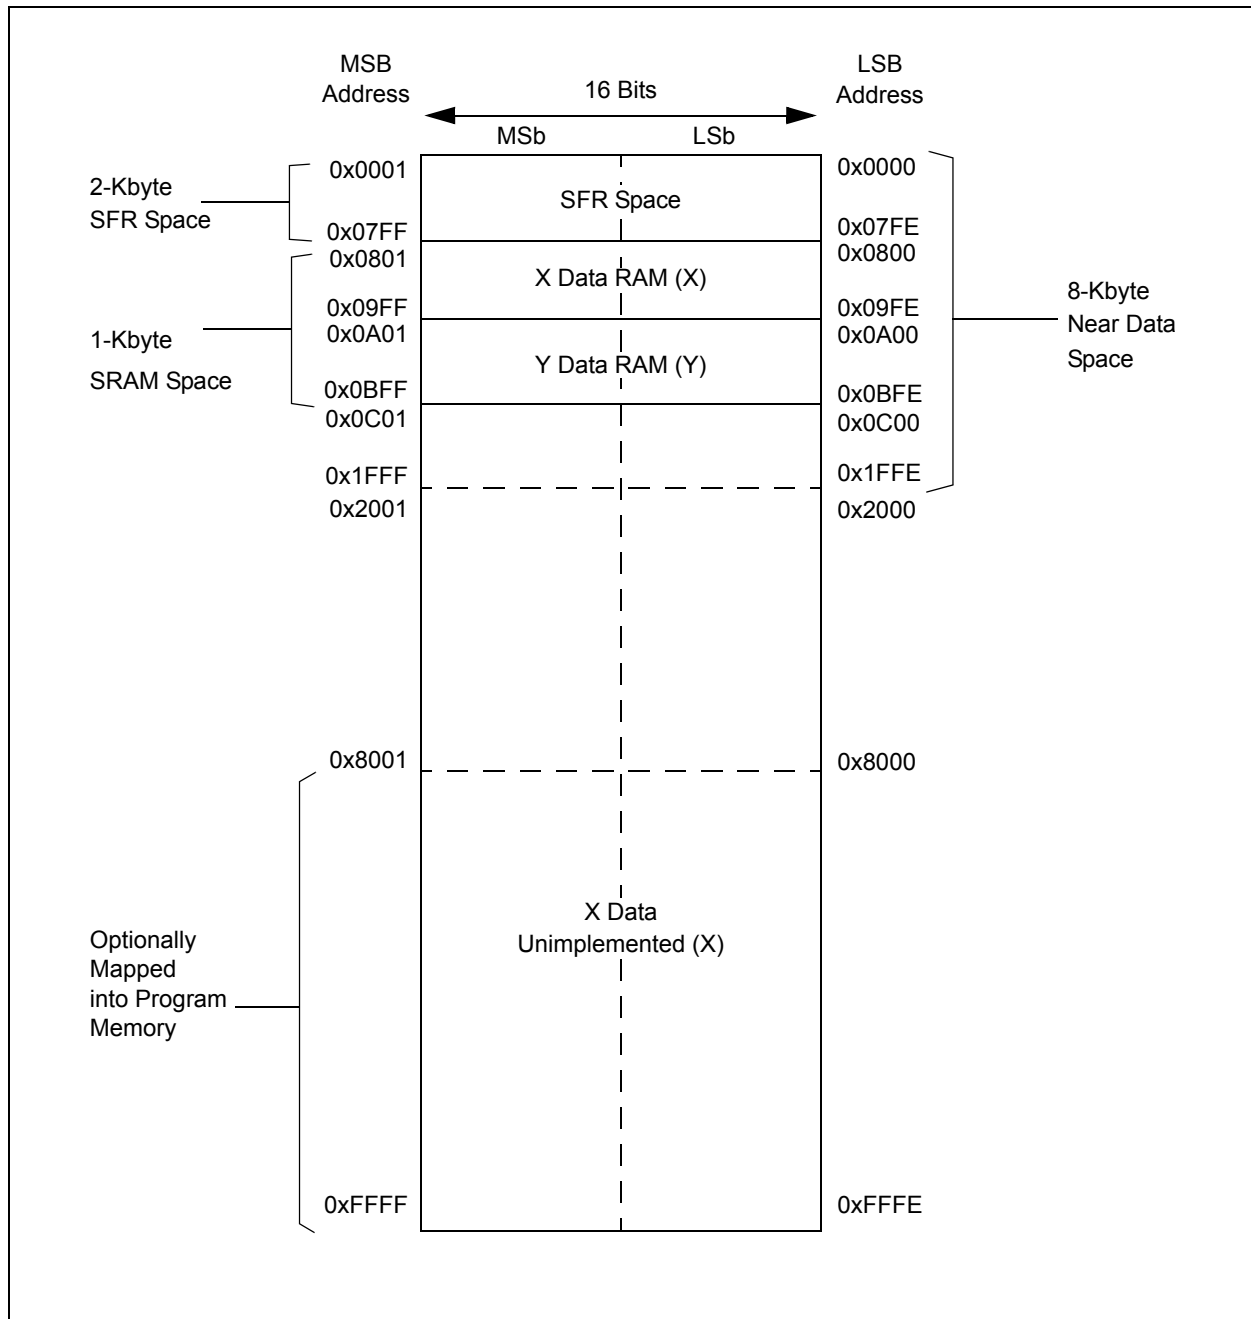 MSB
Address
LSB
Address
16 Bits
MSb
LSb
0x0001
0x0000
2-Kbyte
SFR Space
SFR Space
0x07FF
0x07FE
0x0801
0x0800
X Data RAM (X)
0x09FF
0x09FE
0x0A01
0x0A00
8-Kbyte
Near Data
Space
1-Kbyte
SRAM Space
Y Data RAM (Y)
0x0BFF
0x0BFE
0x0C01
0x0C00
0x1FFF
0x1FFE
0x2001
0x2000
0x8001
0x8000
X Data
Unimplemented (X)
Optionally
Mapped
into Program
Memory
0xFFFF
0xFFFE